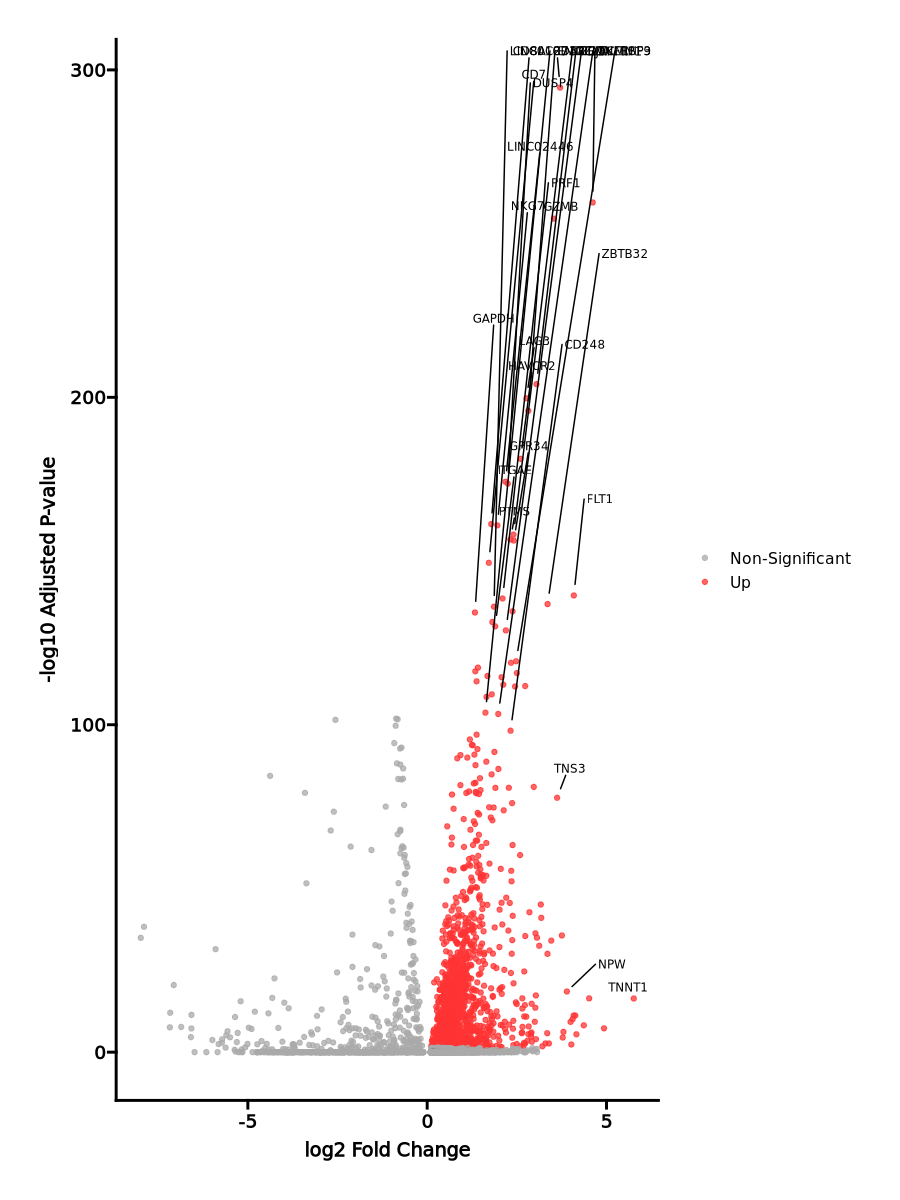 300
CD7
DUSP4
LINC02446
PRF1
NKG7
GZMB
ZBTB32
GAPDH
LAG3
CD248
HAVCR2
200
GPR34
ITGAE
FLT1
PTMS
-log10 Adjusted P-value
Non-Significant
Up
100
TNS3
NPW
TNNT1
0
-5
0
5
log2 Fold Change